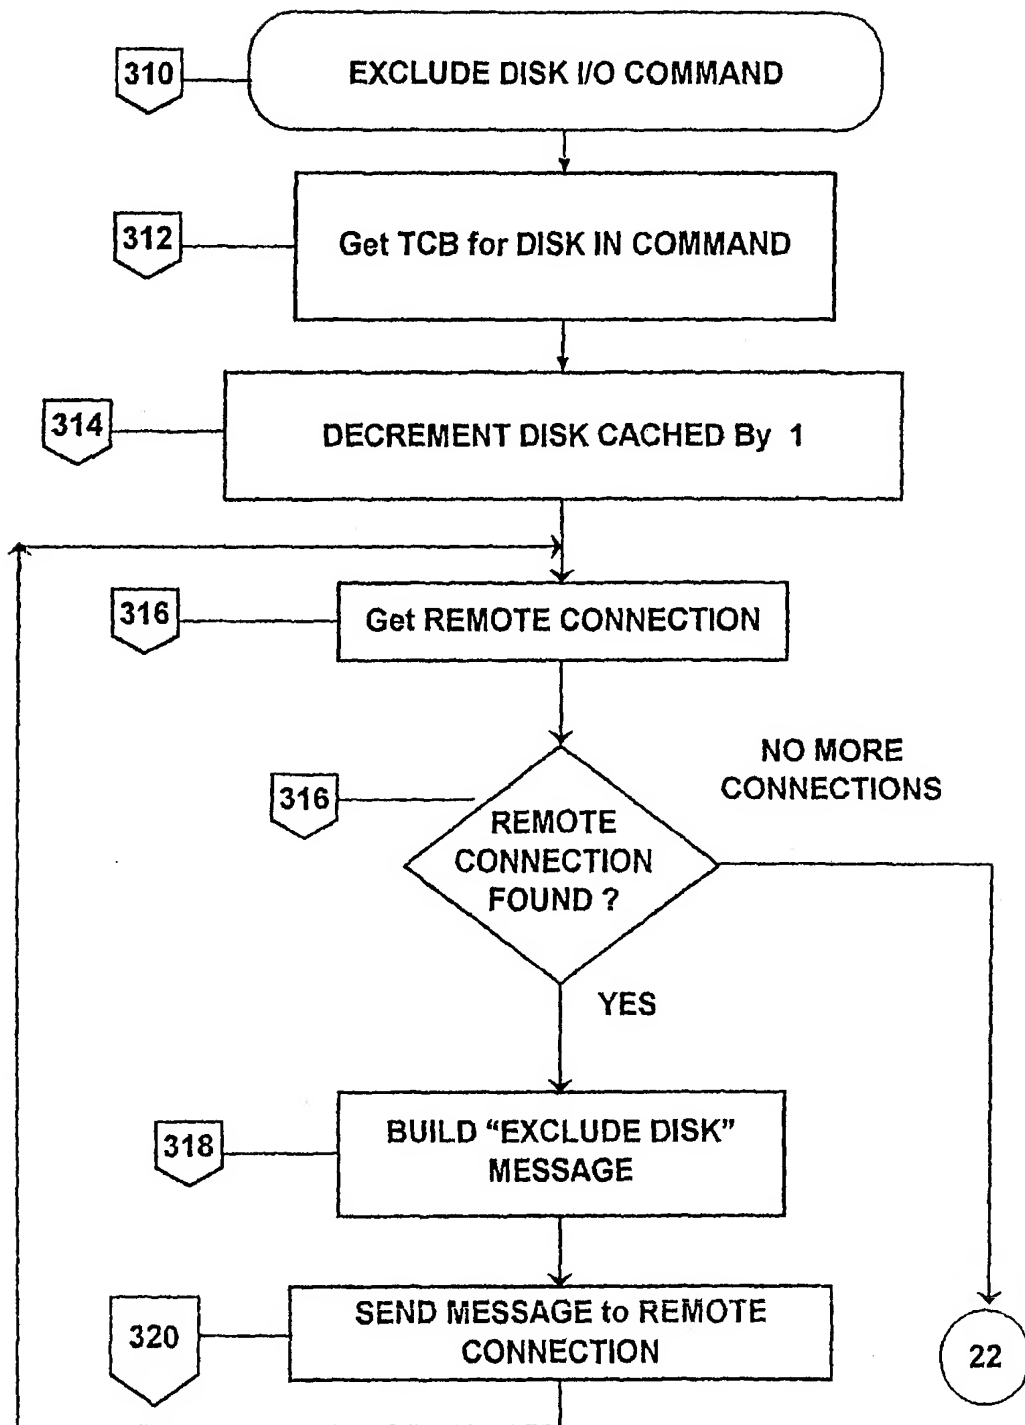 310
EXCLUDE DISK I/O COMMAND
312
Get TCB for DISK IN COMMAND
314
DECREMENT DISK CACHED By 1
316
Get REMOTE CONNECTION
NO MORE
CONNECTIONS
316
REMOTE
CONNECTION
FOUND ?
YES
318
BUILD “EXCLUDE DISK”
MESSAGE
320
SEND MESSAGE to REMOTE
CONNECTION
22